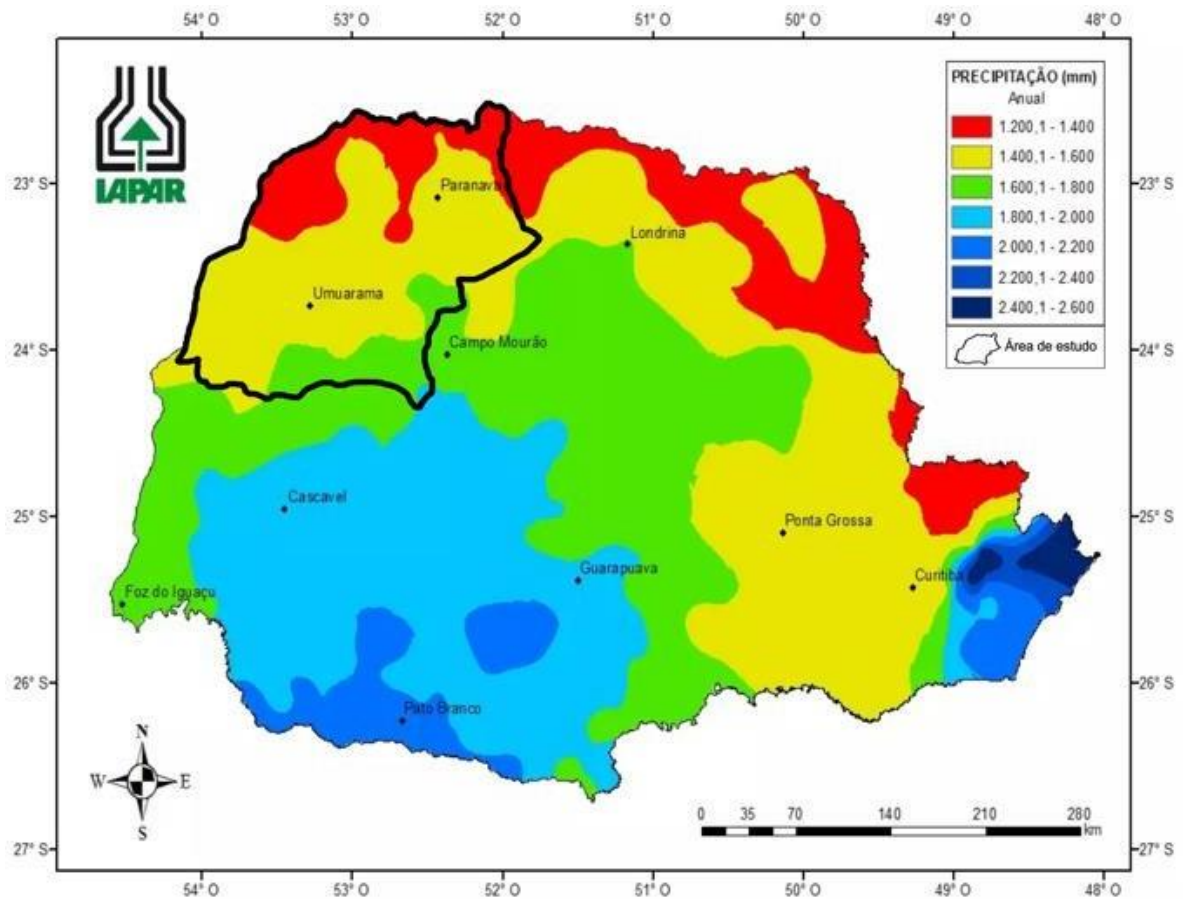 54° O 53° O 52° O 51° O 50° O 49° O 48° O
IAPAR
PRECIPITAÇÃO (mm)
Anual
1.200,1 - 1.400
1.400,1 - 1.600
1.600,1 - 1.800
1.800,1 - 2.000
2.000,1 - 2.200
2.200,1 - 2.400
2.400,1 - 2.600
Área de estudo
23° S 23° S
Paranavaí
Londrina
Umuarama
Campo Mourão
24° S 24° S
Cascavel
25° S 25° S
Ponta Grossa
Guarapuava
Curitiba
Foz do Iguaçu
26° S 26° S
Pato Branco
N
W E
S
0 35 70 140 210 280
km
27° S 27° S
54° O 53° O 52° O 51° O 50° O 49° O 48° O